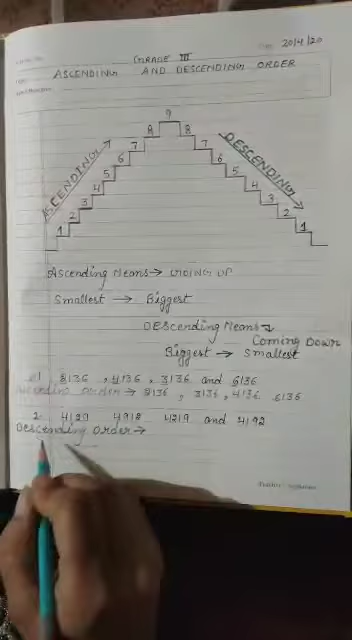 GRADE III
Date 20/4/20
ASCENDING AND DESCENDING ORDER
9
8 8
7 7
6 6
5 5
4 4
3 3
2 2
1 1
ASCENDING
DESCENDING
Ascending Means → GOING UP
Smallest → Biggest
DEScending Means
Coming Down
Biggest → Smallest
8136 , 4136 , 3136 and 6136
Ascending Order → 2136 , 3136 , 4136 6136
2 4129 4918 4219 and 4192
Descending Order →